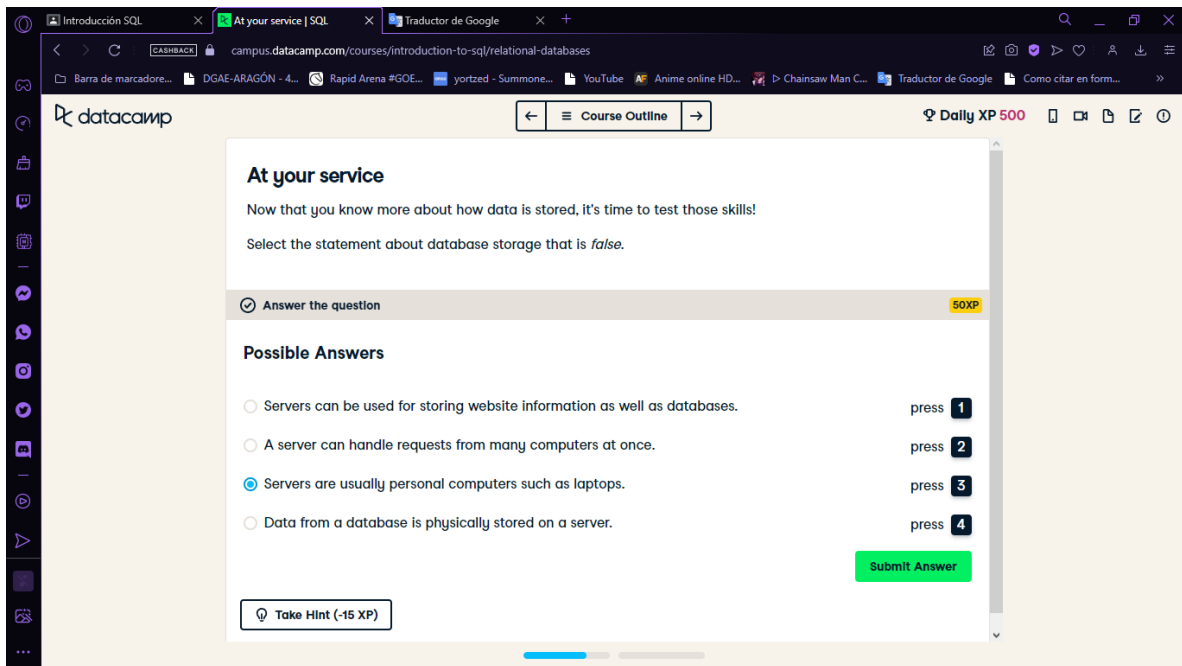 Introducción SQL
At your service | SQL
Traductor de Google
CASHBACK
campus.datacamp.com/courses/introduction-to-sql/relational-databases
Barra de marcadore...
DGAE-ARAGÓN - 4...
Rapid Arena #GOE...
yortzed - Summone...
YouTube
AF
Anime online HD...
▷ Chainsaw Man C...
Traductor de Google
Como citar en form...
»
datacamp
Course Outline
Daily XP 500
At your service
Now that you know more about how data is stored, it's time to test those skills!
Select the statement about database storage that is false.
Answer the question
50XP
Possible Answers
Servers can be used for storing website information as well as databases.
press 1
A server can handle requests from many computers at once.
press 2
Servers are usually personal computers such as laptops.
press 3
Data from a database is physically stored on a server.
press 4
Submit Answer
Take Hint (-15 XP)